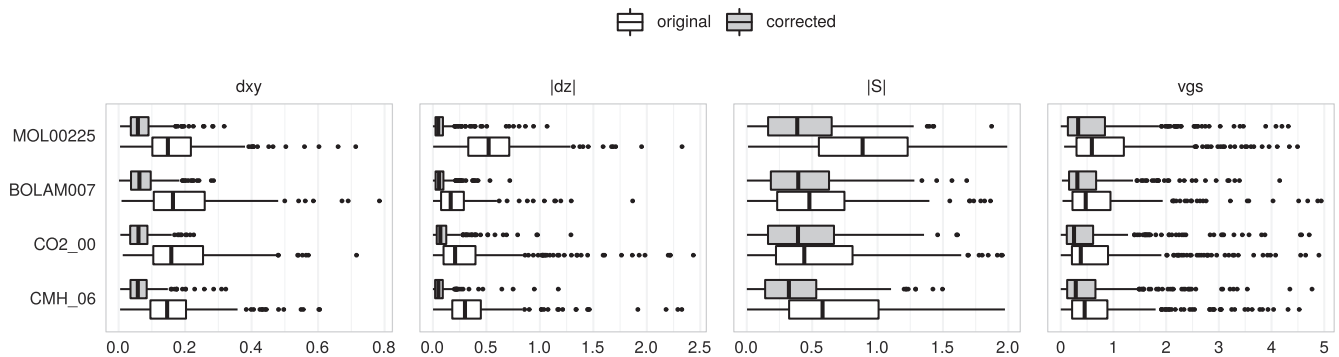 original corrected
dxy |dz| |S| vgs
MOL00225
BOLAM007
CO2_00
CMH_06
0.0 0.2 0.4 0.6 0.8 0.0 0.5 1.0 1.5 2.0 2.5 0.0 0.5 1.0 1.5 2.0 0 1 2 3 4 5